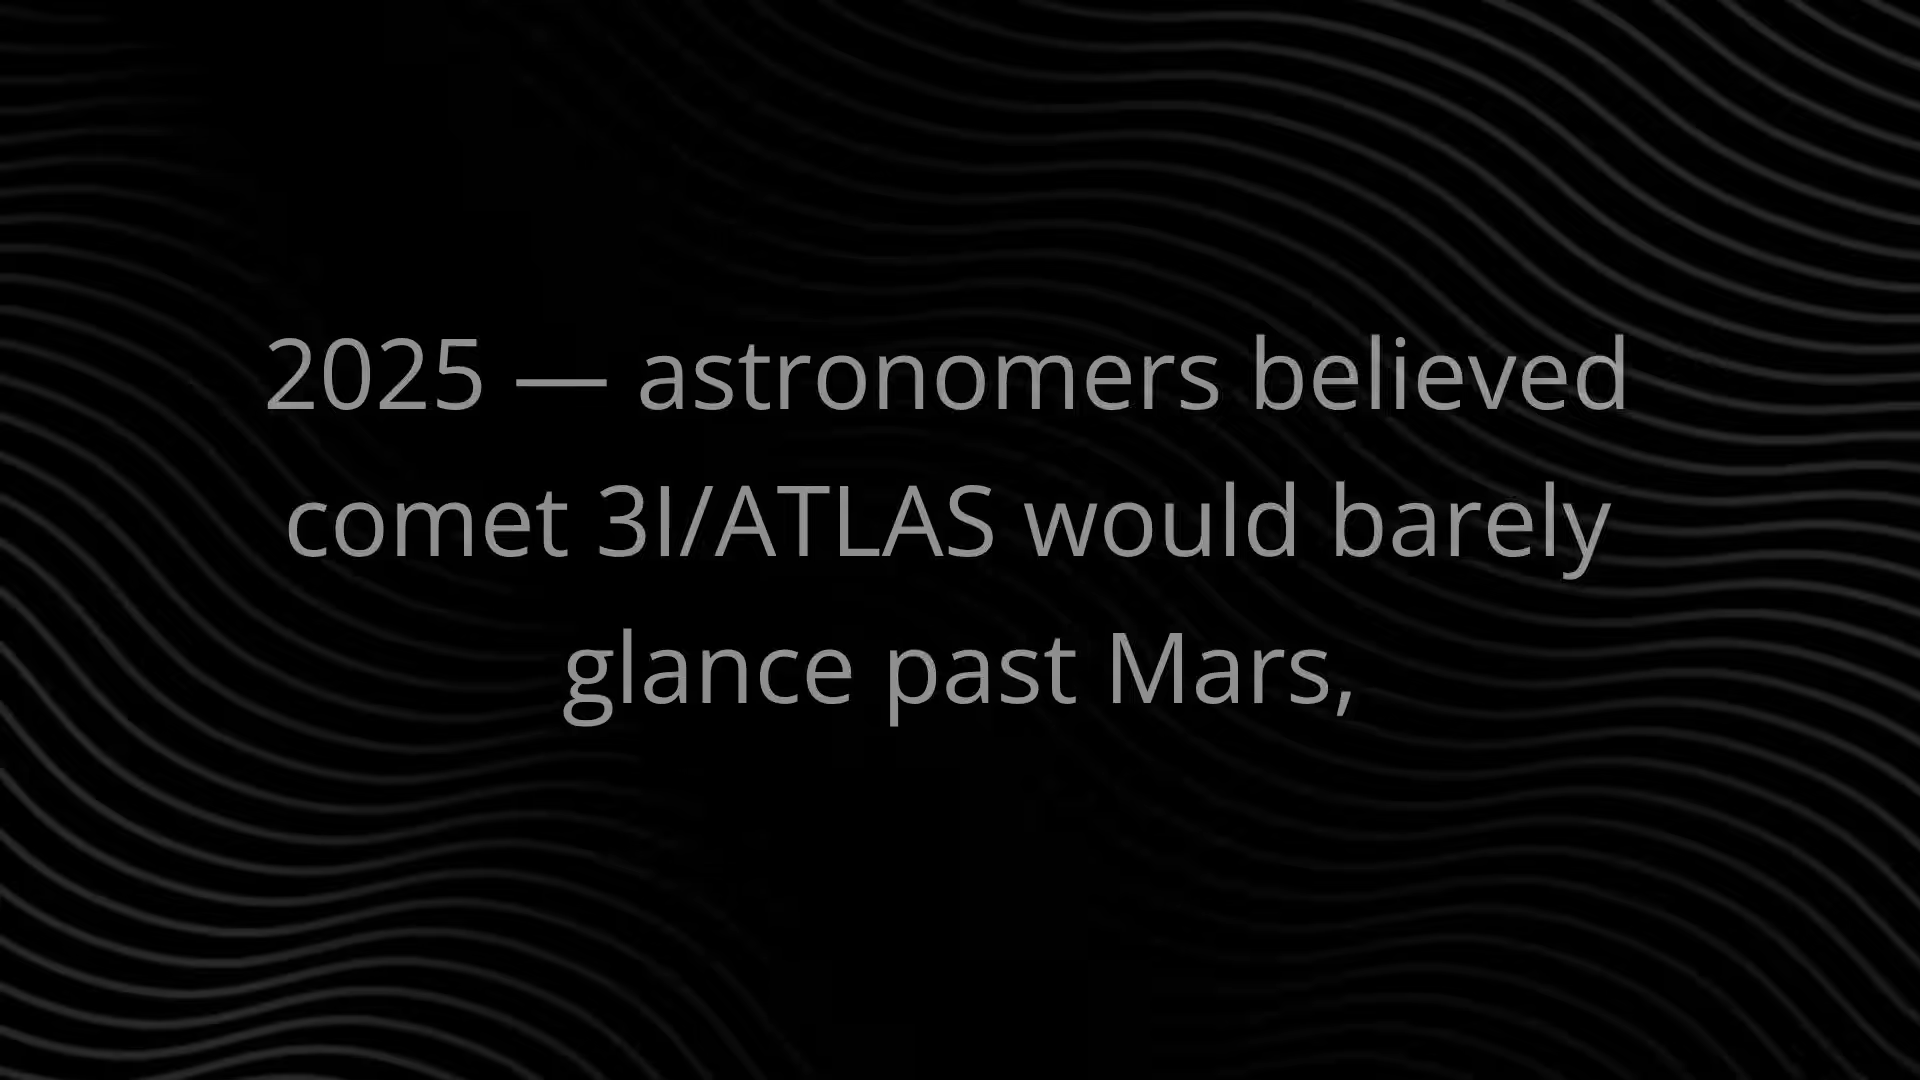 2025 — astronomers believed
comet 3I/ATLAS would barely
glance past Mars,